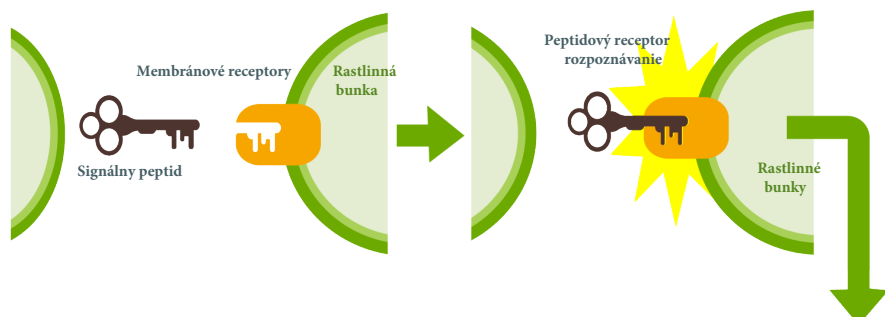 Membránové receptory
Rastlinná
bunka
Signálny peptid
Peptidový receptor
rozpoznávanie
Rastlinné
bunky